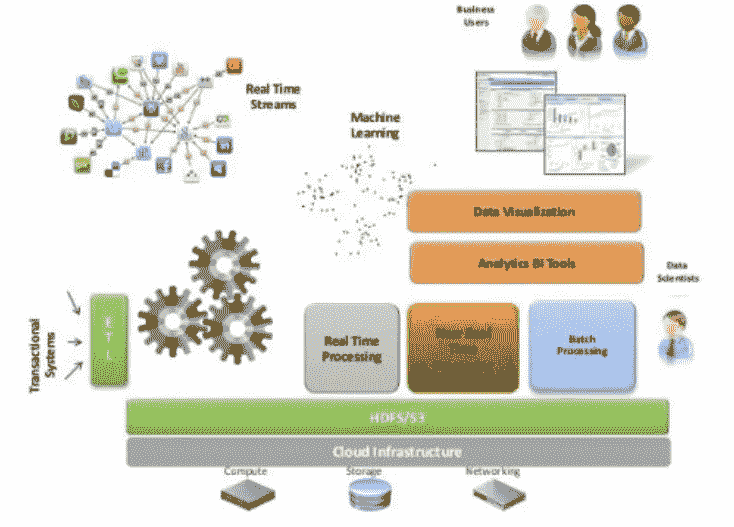 Business
Users
Real Time
Streams
Machine
Learning
Data Visualization
Analytics BI Tools
Data
Scientists
Transactional
Systems
ETL
Real Time
Processing
Batch
Processing
HDFS/S3
Cloud Infrastructure
Compute
Storage
Networking